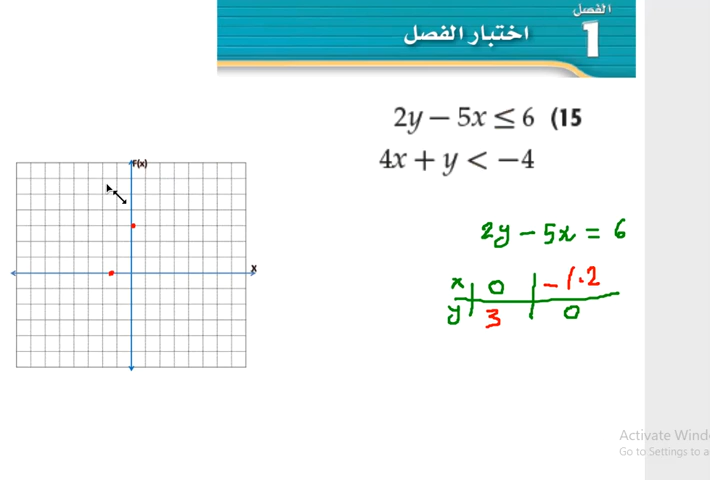 الفصل
1
اختبار الفصل
2y − 5x ≤ 6 (15
4x + y < −4
F(x)
X
2y − 5x = 6
x 0 −1.2
y 3 0
Activate Wind
Go to Settings to a